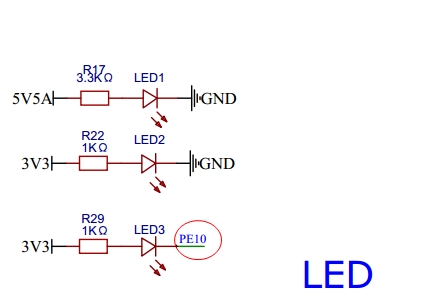 R17
3.3KΩ
LED1
5V5A
GND
R22
1KΩ
LED2
3V3
GND
R29
1KΩ
LED3
3V3
PE10
LED